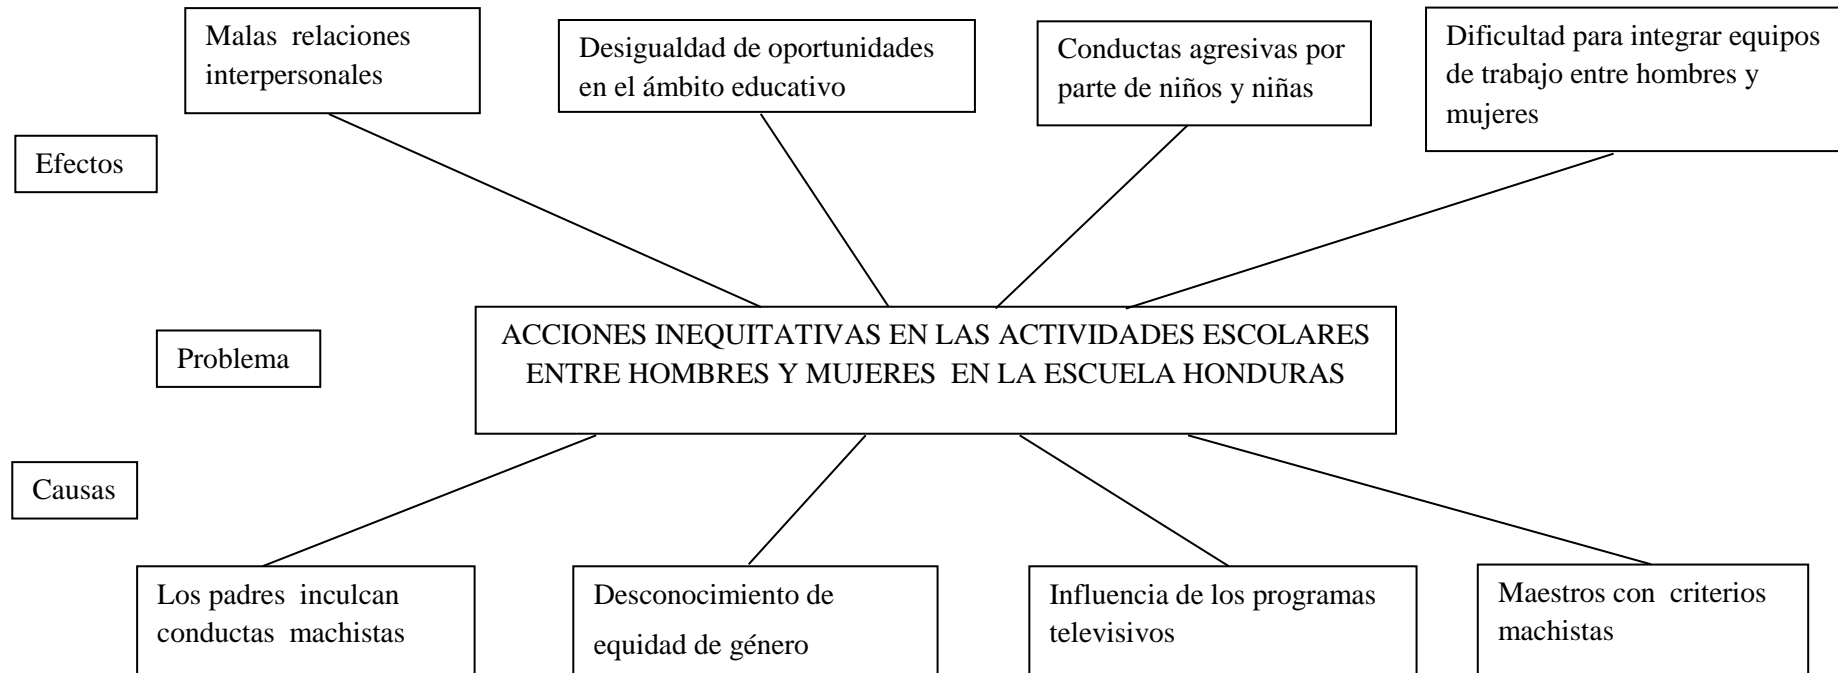 Malas relaciones
interpersonales
Desigualdad de oportunidades
en el ámbito educativo
Conductas agresivas por
parte de niños y niñas
Dificultad para integrar equipos
de trabajo entre hombres y
mujeres
Efectos
Problema
ACCIONES INEQUITATIVAS EN LAS ACTIVIDADES ESCOLARES
ENTRE HOMBRES Y MUJERES EN LA ESCUELA HONDURAS
Causas
Los padres inculcan
conductas machistas
Desconocimiento de
equidad de género
Influencia de los programas
televisivos
Maestros con criterios
machistas